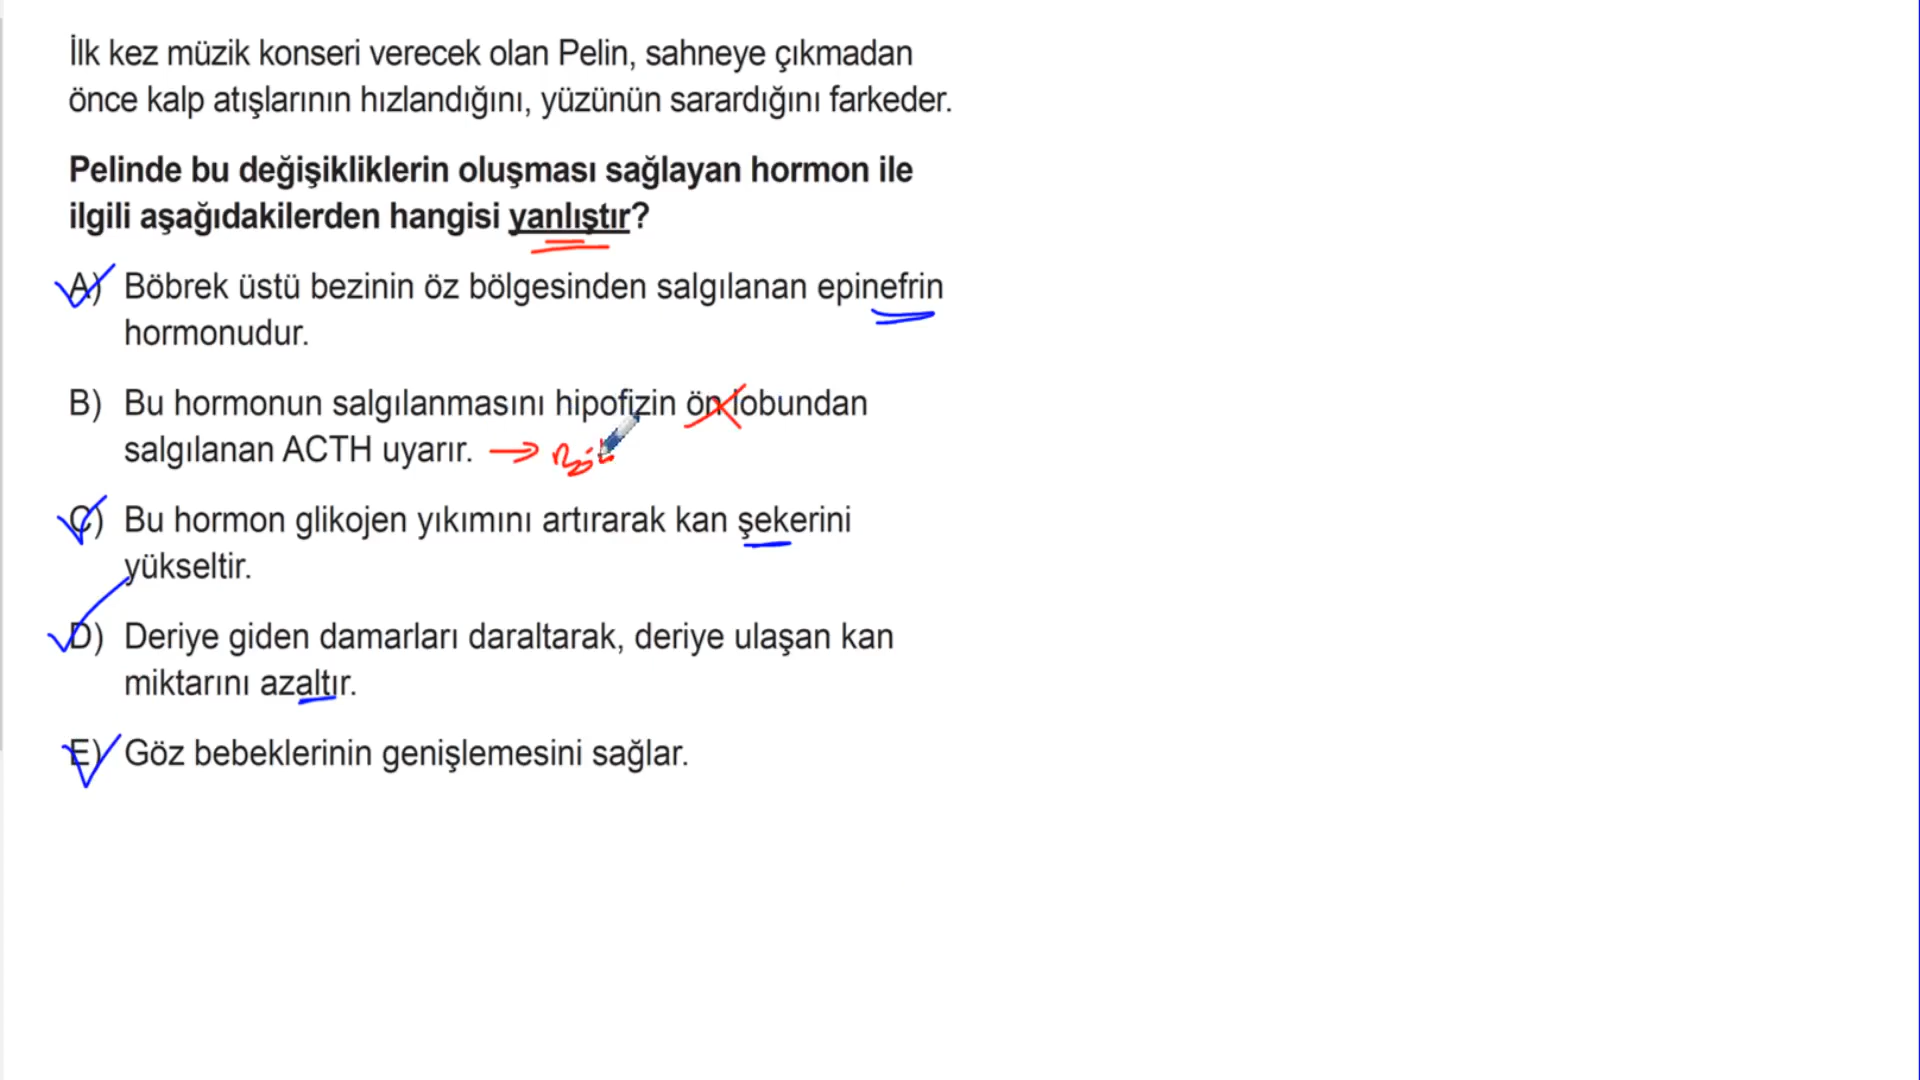 İlk kez müzik konseri verecek olan Pelin, sahneye çıkmadan
önce kalp atışlarının hızlandığını, yüzünün sarardığını farkeder.
Pelinde bu değişikliklerin oluşması sağlayan hormon ile
ilgili aşağıdakilerden hangisi yanlıştır?
A) Böbrek üstü bezinin öz bölgesinden salgılanan epinefrin
hormonudur.
B) Bu hormonun salgılanmasını hipofizin ön lobundan
salgılanan ACTH uyarır.
C) Bu hormon glikojen yıkımını artırarak kan şekerini
yükseltir.
D) Deriye giden damarları daraltarak, deriye ulaşan kan
miktarını azaltır.
E) Göz bebeklerinin genişlemesini sağlar.